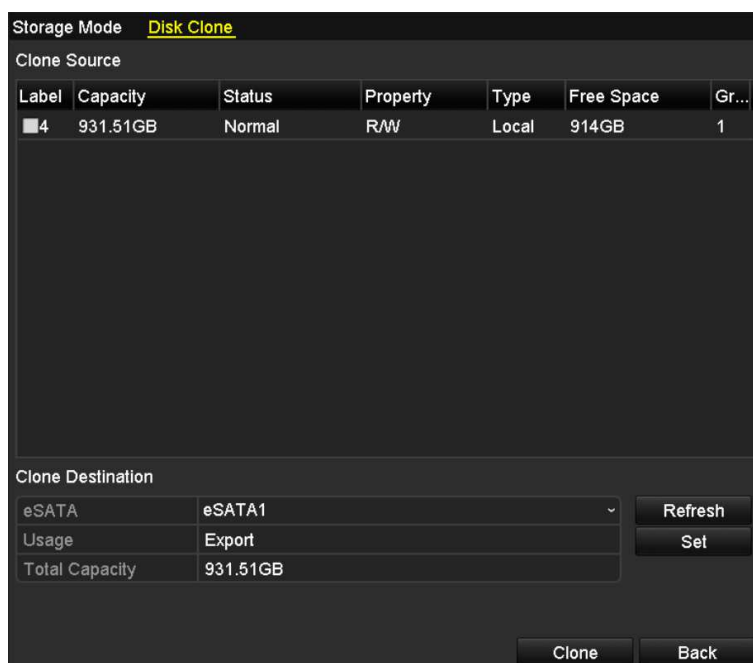 Storage Mode Disk Clone
Clone Source
Label Capacity Status Property Type Free Space Gr...
4 931.51GB Normal R/W Local 914GB 1
Clone Destination
eSATA eSATA1 Refresh
Usage Export Set
Total Capacity 931.51GB
Clone Back